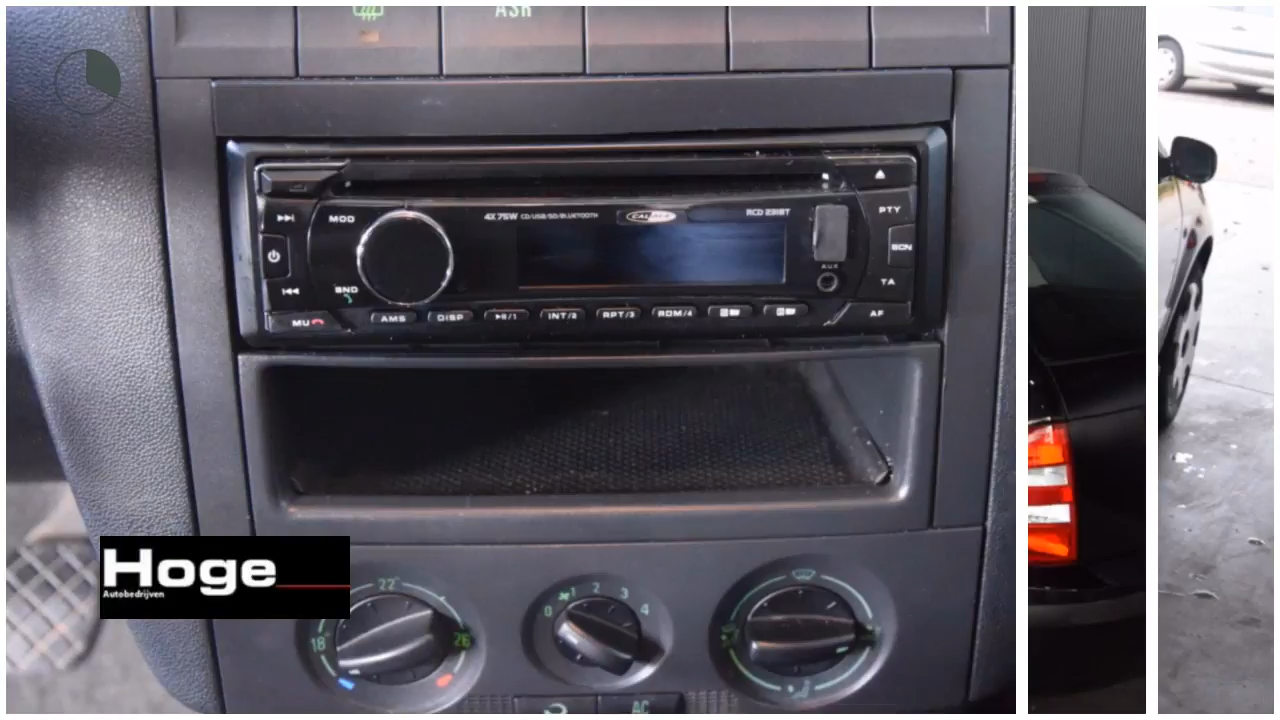 ASR
MOD
4X 75W CD/USB/SD/BLUETOOTH
CALIBER
RCD 231BT
PTY
SCN
AUX
TA
BND
MU
AMS
DISP
/1
INT/2
RPT/3
RDM/4
AF
Hoge
Autobedrijven
18
22
26
0
1
2
3
4
AC